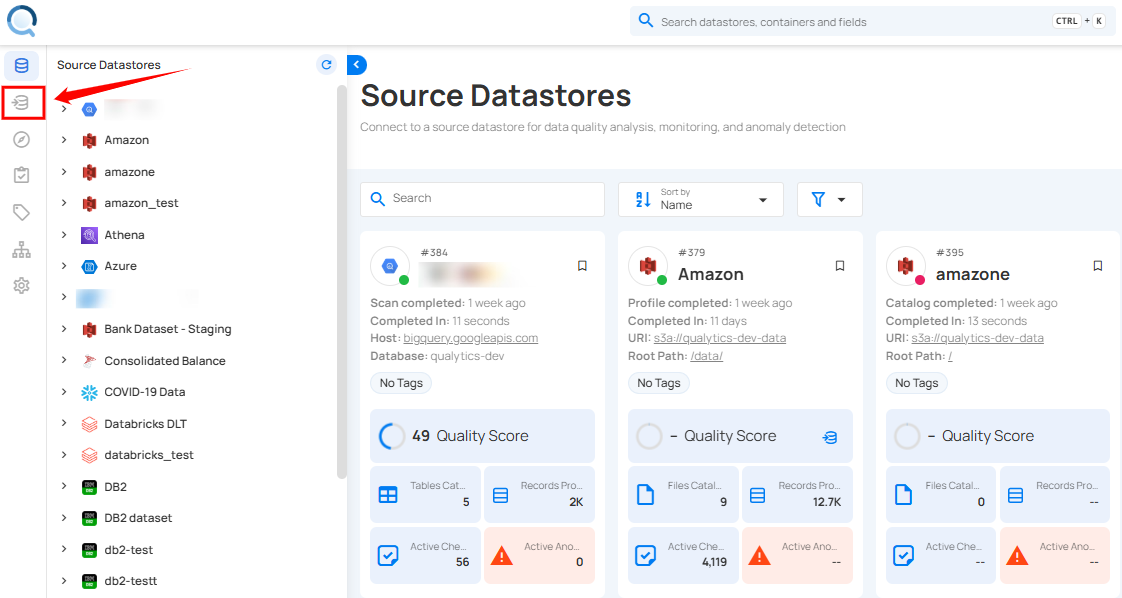 Search datastores, containers and fields
CTRL + K
Source Datastores
Amazon
amazone
amazon_test
Athena
Azure
Bank Dataset - Staging
Consolidated Balance
COVID-19 Data
Databricks DLT
databricks_test
DB2
DB2 dataset
db2-test
db2-testt
Source Datastores
Connect to a source datastore for data quality analysis, monitoring, and anomaly detection
Search
Sort by
Name
#384
Scan completed: 1 week ago
Completed In: 11 seconds
Host: bigquery.googleapis.com
Database: qualytics-dev
No Tags
49 Quality Score
Tables Cat...
5
Records Pro...
2K
Active Che...
56
Active Ano...
0
#379
Amazon
Profile completed: 1 week ago
Completed In: 11 days
URI: s3a://qualytics-dev-data
Root Path: /data/
No Tags
– Quality Score
Files Catal...
9
Records Pro...
12.7K
Active Che...
4,119
Active Ano...
--
#395
amazone
Catalog completed: 1 week ago
Completed In: 13 seconds
URI: s3a://qualytics-dev-data
Root Path: /
No Tags
– Quality Score
Files Catal...
0
Records Pro...
--
Active Che...
--
Active Ano...
--